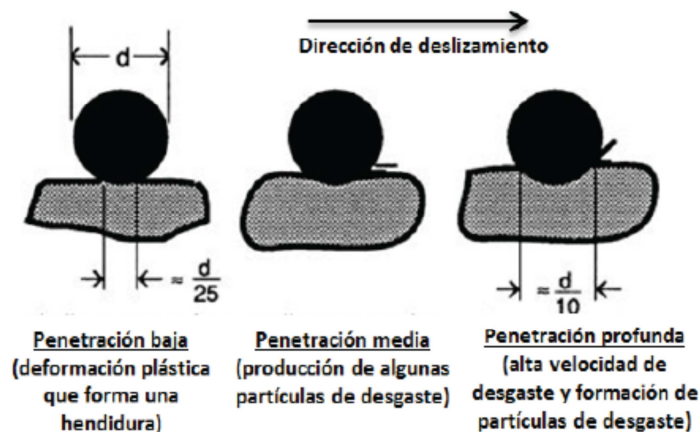 Dirección de deslizamiento
d
≈ d/25
≈ d/10
Penetración baja
(deformación plástica
que forma una
hendidura)
Penetración media
(producción de algunas
partículas de desgaste)
Penetración profunda
(alta velocidad de
desgaste y formación de
partículas de desgaste)